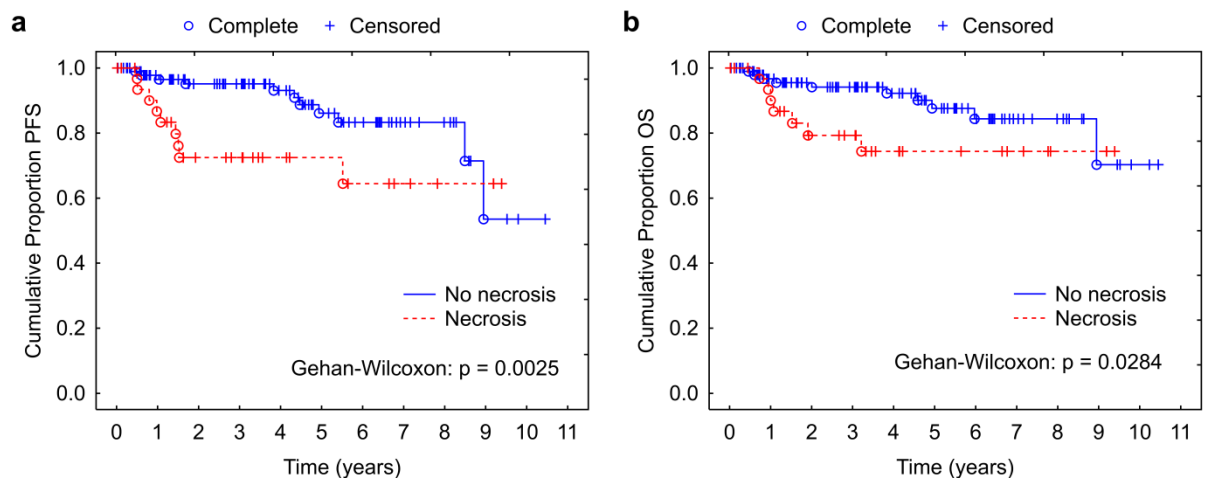 a
Complete Censored
1.0
0.8
0.6
0.4
0.2
0.0
Cumulative Proportion PFS
No necrosis
Necrosis
Gehan-Wilcoxon: p = 0.0025
0 1 2 3 4 5 6 7 8 9 10 11
Time (years)
b
Complete Censored
1.0
0.8
0.6
0.4
0.2
0.0
Cumulative Proportion OS
No necrosis
Necrosis
Gehan-Wilcoxon: p = 0.0284
0 1 2 3 4 5 6 7 8 9 10 11
Time (years)